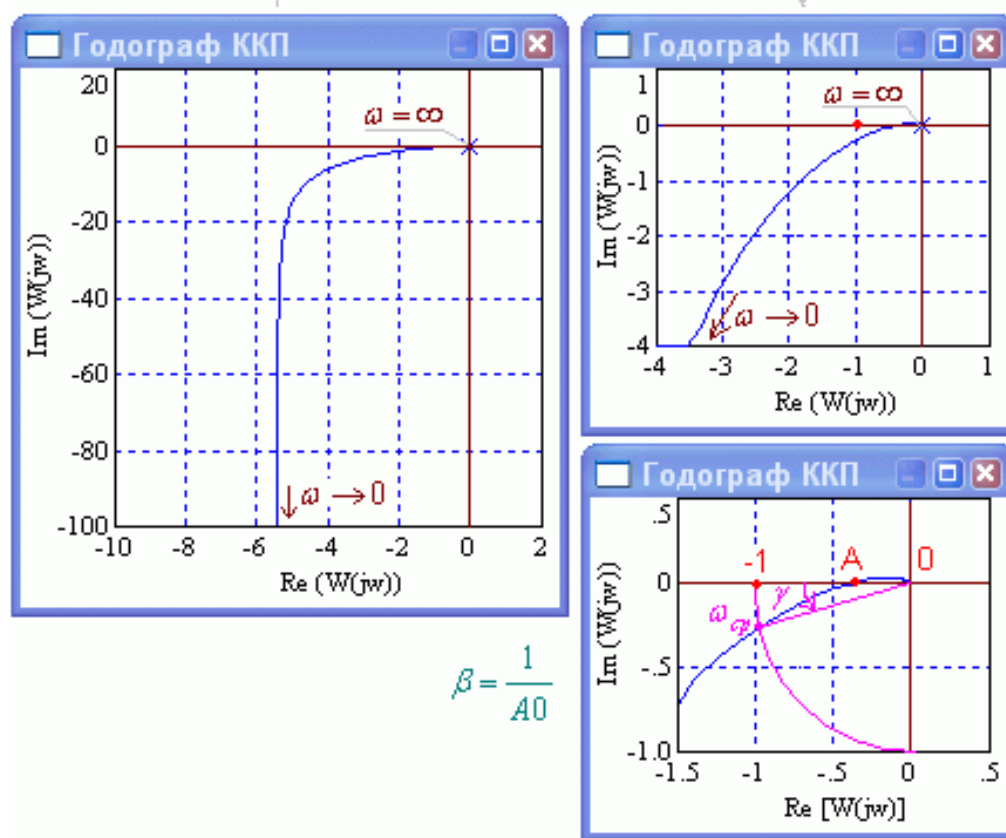 Годограф ККП
20
0
-20
-40
-60
-80
-100
-10 -8 -6 -4 -2 0 2
Im (W(jw))
Re (W(jw))
ω = ∞
ω → 0
Годограф ККП
1
0
-1
-2
-3
-4
-4 -3 -2 -1 0 1
Im (W(jw))
Re (W(jw))
ω = ∞
ω → 0
β = 1/A0
Годограф ККП
.5
0
-.5
-1.0
-1.5 -1 -.5 0 .5
Im (W(jw))
Re [W(jw)]
-1 A 0
γ
ω ср